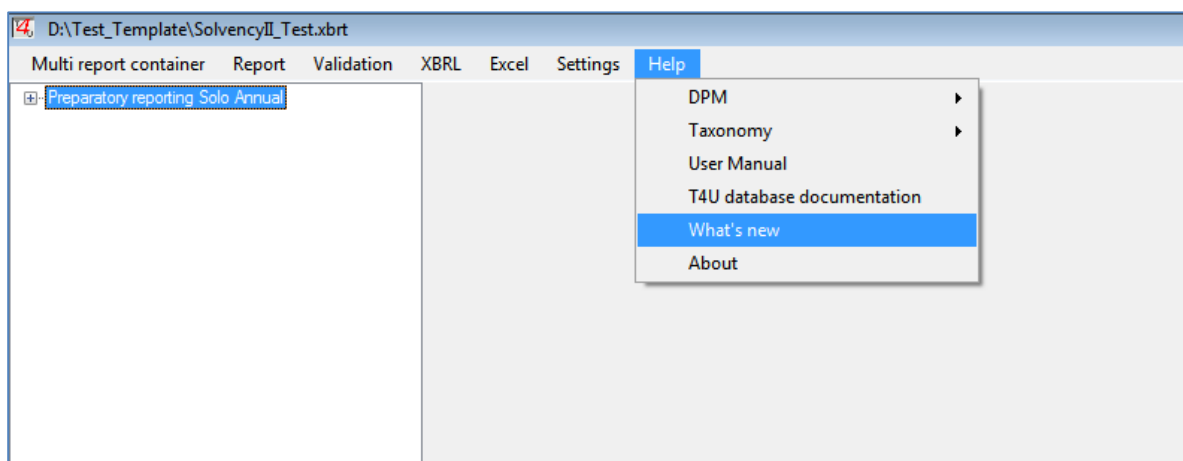 D:\Test_Template\SolvencyII_Test.xbrt
Multi report container Report Validation XBRL Excel Settings Help
Preparatory reporting Solo Annual
DPM
Taxonomy
User Manual
T4U database documentation
What's new
About